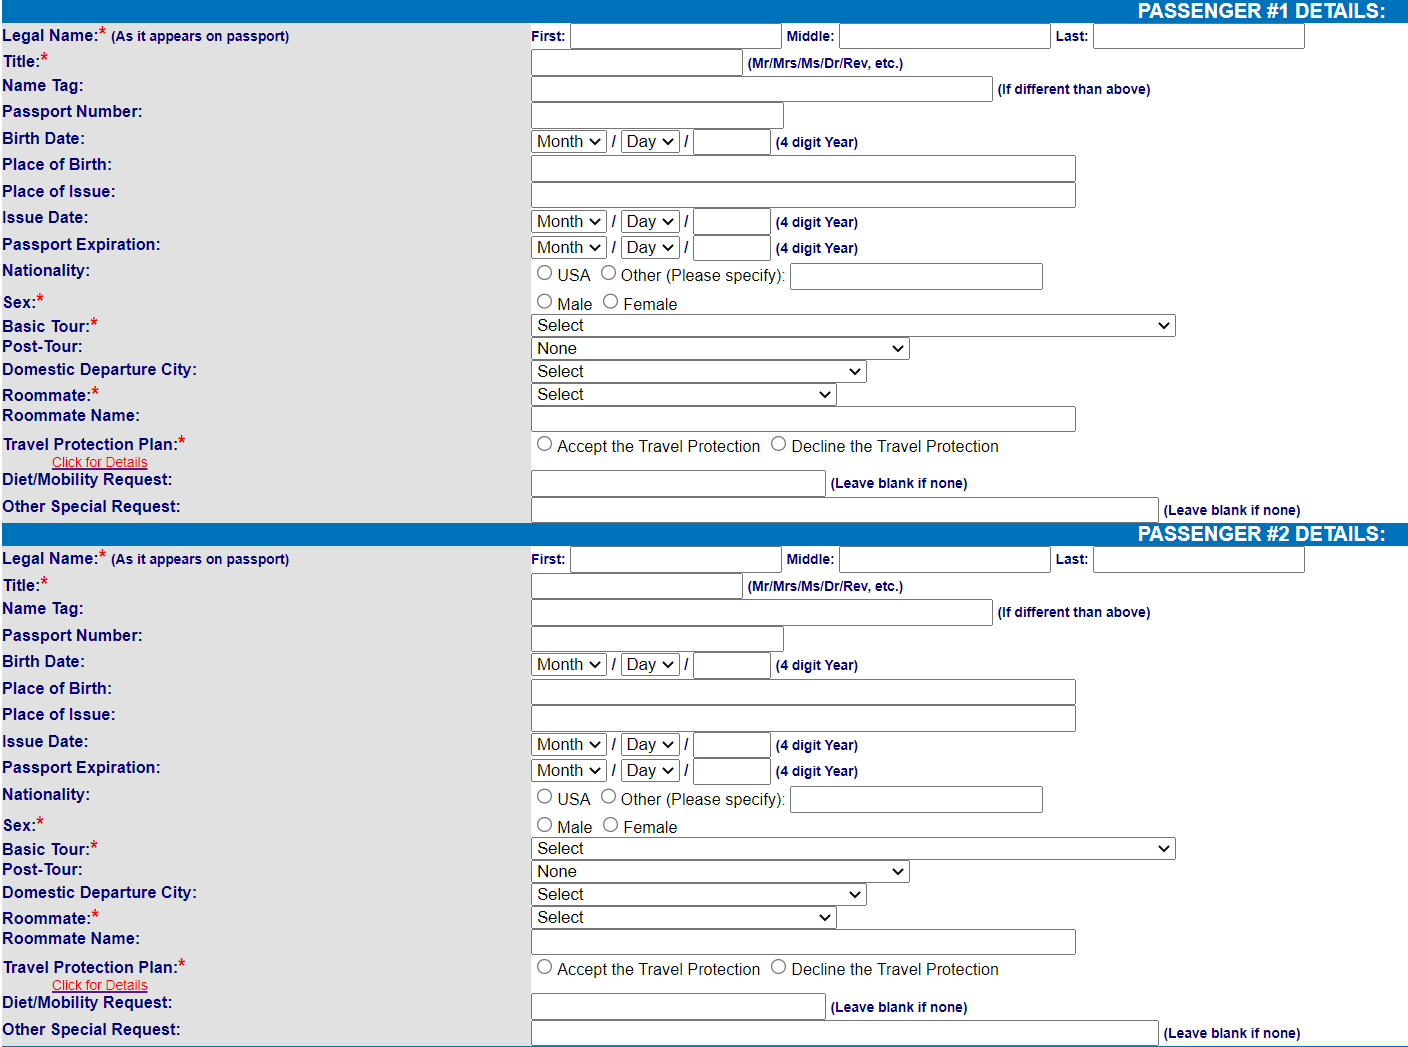 PASSENGER #1 DETAILS:
Legal Name:* (As it appears on passport) First: Middle: Last:
Title:* (Mr/Mrs/Ms/Dr/Rev, etc.)
Name Tag: (If different than above)
Passport Number:
Birth Date: Month / Day / (4 digit Year)
Place of Birth:
Place of Issue:
Issue Date: Month / Day / (4 digit Year)
Passport Expiration: Month / Day / (4 digit Year)
Nationality: USA Other (Please specify):
Sex:* Male Female
Basic Tour:* Select
Post-Tour: None
Domestic Departure City: Select
Roommate:* Select
Roommate Name:
Travel Protection Plan:* Accept the Travel Protection Decline the Travel Protection
Click for Details
Diet/Mobility Request: (Leave blank if none)
Other Special Request: (Leave blank if none)
PASSENGER #2 DETAILS:
Legal Name:* (As it appears on passport) First: Middle: Last:
Title:* (Mr/Mrs/Ms/Dr/Rev, etc.)
Name Tag: (If different than above)
Passport Number:
Birth Date: Month / Day / (4 digit Year)
Place of Birth:
Place of Issue:
Issue Date: Month / Day / (4 digit Year)
Passport Expiration: Month / Day / (4 digit Year)
Nationality: USA Other (Please specify):
Sex:* Male Female
Basic Tour:* Select
Post-Tour: None
Domestic Departure City: Select
Roommate:* Select
Roommate Name:
Travel Protection Plan:* Accept the Travel Protection Decline the Travel Protection
Click for Details
Diet/Mobility Request: (Leave blank if none)
Other Special Request: (Leave blank if none)